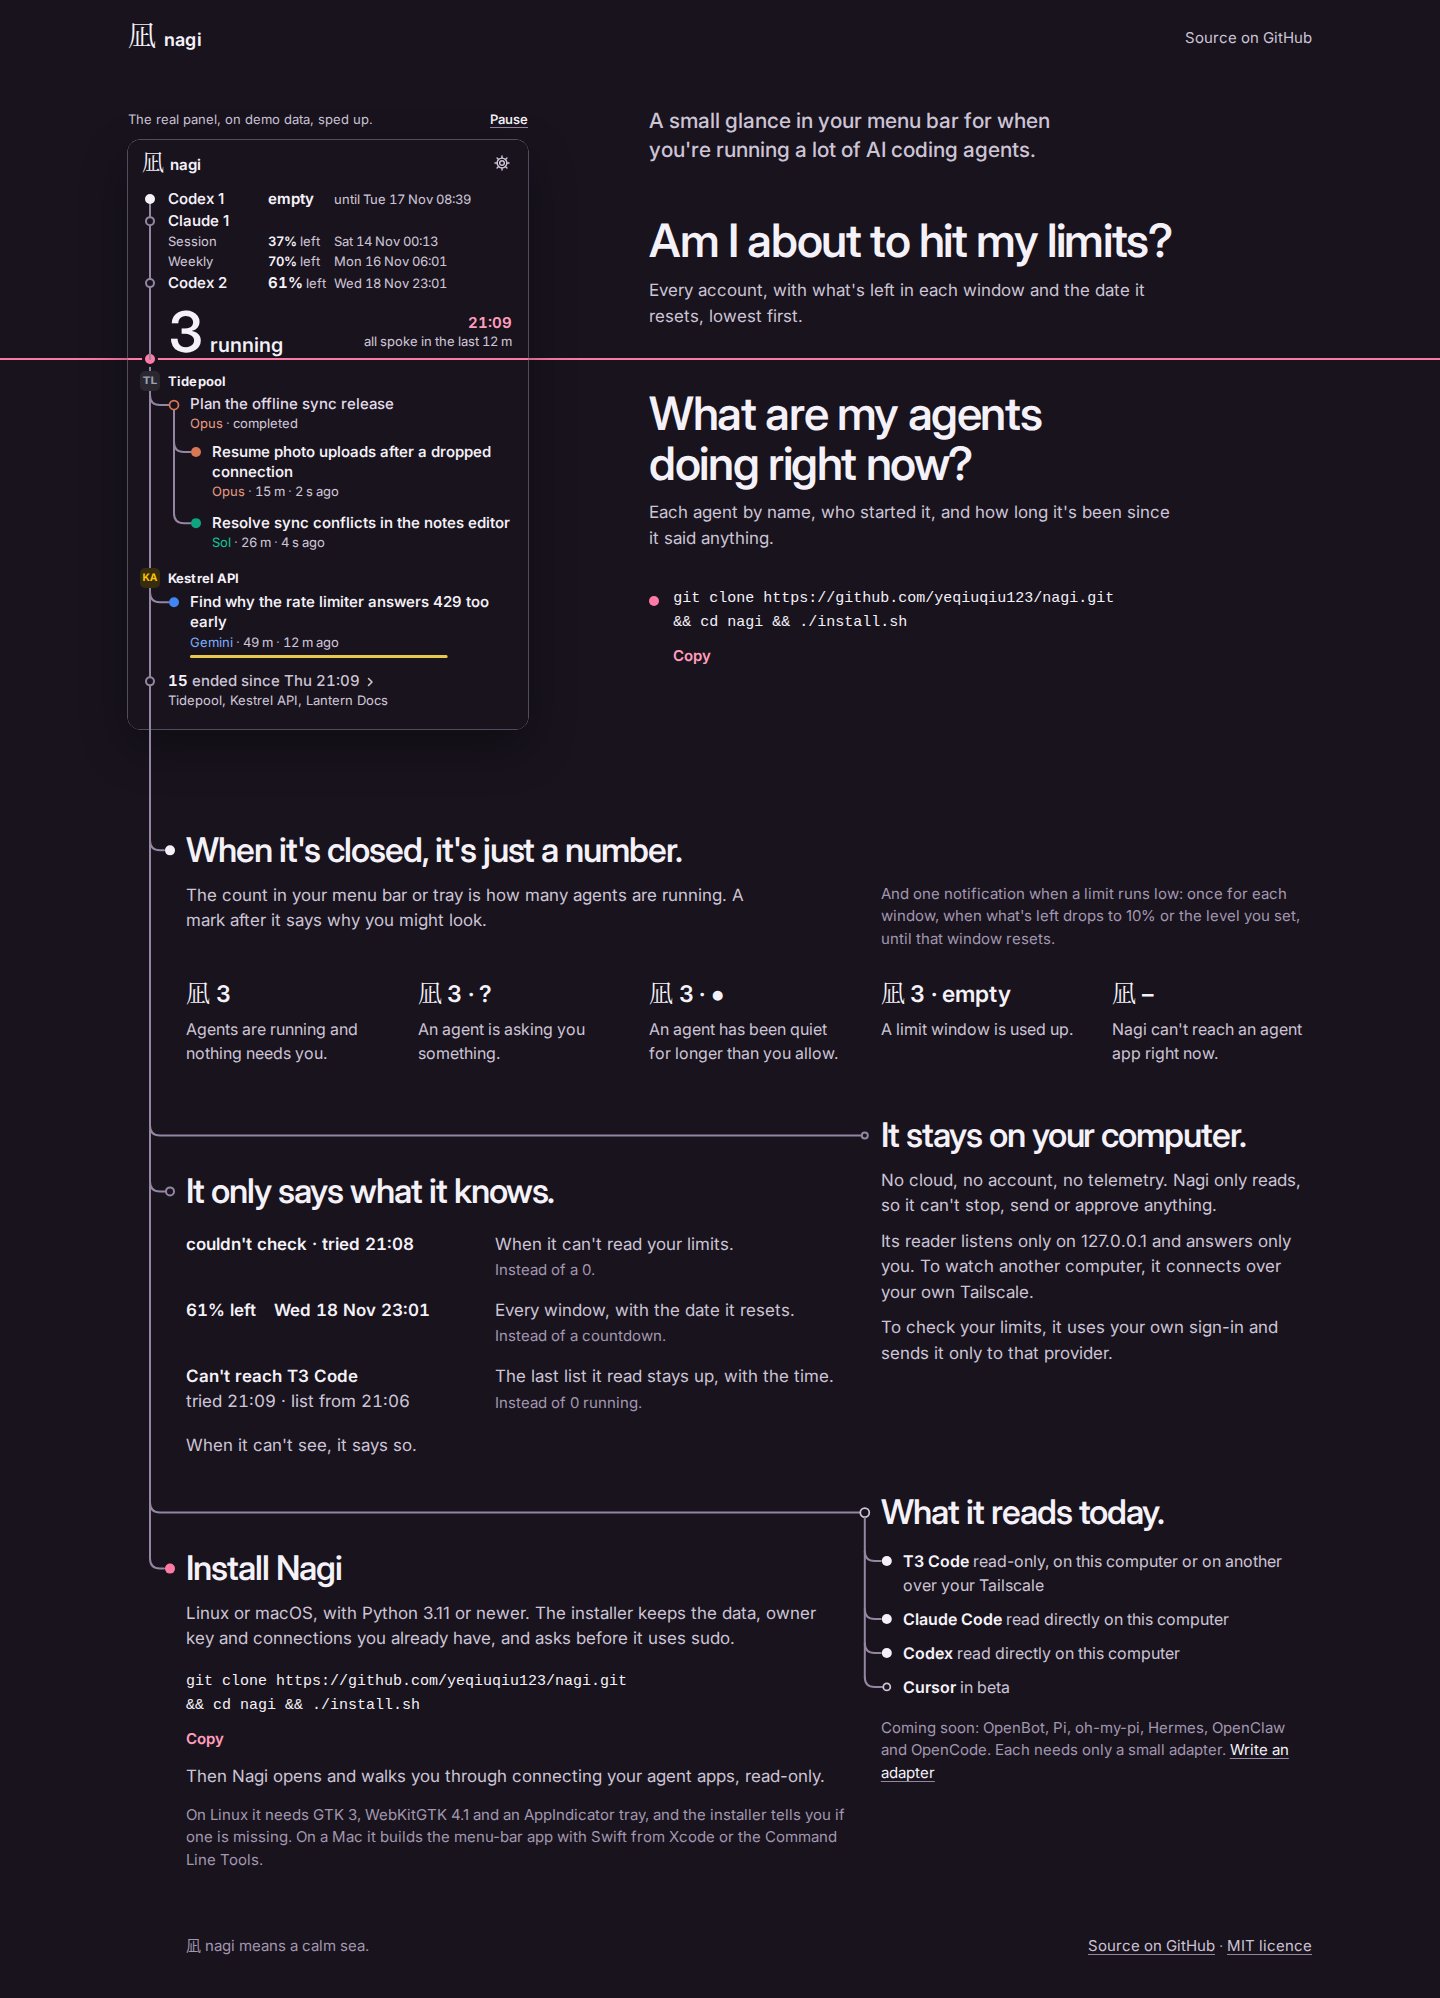 凪 nagi
Source on GitHub
The real panel, on demo data, sped up.
Pause
凪 nagi
Codex 1 empty until Tue 17 Nov 08:39
Claude 1
Session 37% left Sat 14 Nov 00:13
Weekly 70% left Mon 16 Nov 06:01
Codex 2 61% left Wed 18 Nov 23:01
3 running
21:09
all spoke in the last 12 m
TL Tidepool
Plan the offline sync release
Opus · completed
Resume photo uploads after a dropped
connection
Opus · 15 m · 2 s ago
Resolve sync conflicts in the notes editor
Sol · 26 m · 4 s ago
KA Kestrel API
Find why the rate limiter answers 429 too
early
Gemini · 49 m · 12 m ago
15 ended since Thu 21:09 ›
Tidepool, Kestrel API, Lantern Docs
A small glance in your menu bar for when
you're running a lot of AI coding agents.
Am I about to hit my limits?
Every account, with what's left in each window and the date it
resets, lowest first.
What are my agents
doing right now?
Each agent by name, who started it, and how long it's been since
it said anything.
git clone https://github.com/yeqiuqiu123/nagi.git
&& cd nagi && ./install.sh
Copy
When it's closed, it's just a number.
The count in your menu bar or tray is how many agents are running. A
mark after it says why you might look.
And one notification when a limit runs low: once for each
window, when what's left drops to 10% or the level you set,
until that window resets.
凪 3
Agents are running and
nothing needs you.
凪 3 · ?
An agent is asking you
something.
凪 3 · ●
An agent has been quiet
for longer than you allow.
凪 3 · empty
A limit window is used up.
凪 –
Nagi can't reach an agent
app right now.
It stays on your computer.
No cloud, no account, no telemetry. Nagi only reads,
so it can't stop, send or approve anything.
Its reader listens only on 127.0.0.1 and answers only
you. To watch another computer, it connects over
your own Tailscale.
To check your limits, it uses your own sign-in and
sends it only to that provider.
It only says what it knows.
couldn't check · tried 21:08
When it can't read your limits.
Instead of a 0.
61% left Wed 18 Nov 23:01
Every window, with the date it resets.
Instead of a countdown.
Can't reach T3 Code
tried 21:09 · list from 21:06
The last list it read stays up, with the time.
Instead of 0 running.
When it can't see, it says so.
What it reads today.
T3 Code read-only, on this computer or on another
over your Tailscale
Claude Code read directly on this computer
Codex read directly on this computer
Cursor in beta
Coming soon: OpenBot, Pi, oh-my-pi, Hermes, OpenClaw
and OpenCode. Each needs only a small adapter. Write an
adapter
Install Nagi
Linux or macOS, with Python 3.11 or newer. The installer keeps the data, owner
key and connections you already have, and asks before it uses sudo.
git clone https://github.com/yeqiuqiu123/nagi.git
&& cd nagi && ./install.sh
Copy
Then Nagi opens and walks you through connecting your agent apps, read-only.
On Linux it needs GTK 3, WebKitGTK 4.1 and an AppIndicator tray, and the installer tells you if
one is missing. On a Mac it builds the menu-bar app with Swift from Xcode or the Command
Line Tools.
凪 nagi means a calm sea.
Source on GitHub · MIT licence